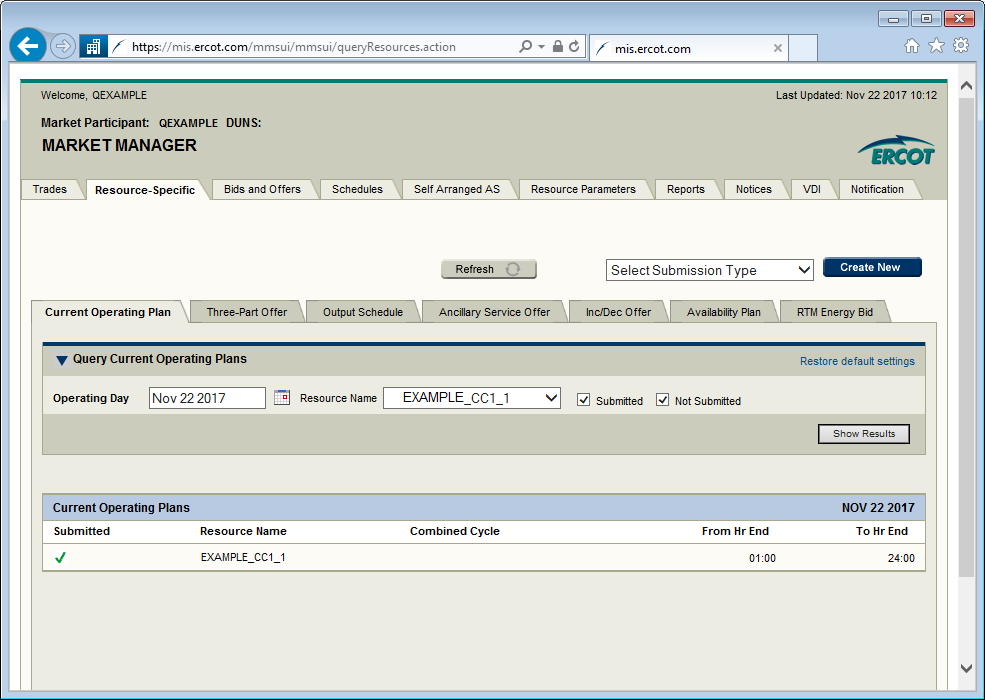 https://mis.ercot.com/mmsui/mmsui/queryResources.action
mis.ercot.com
Welcome, QEXAMPLE
Last Updated: Nov 22 2017 10:12
Market Participant: QEXAMPLE DUNS:
MARKET MANAGER
ERCOT
Trades Resource-Specific Bids and Offers Schedules Self Arranged AS Resource Parameters Reports Notices VDI Notification
Refresh Select Submission Type Create New
Current Operating Plan Three-Part Offer Output Schedule Ancillary Service Offer Inc/Dec Offer Availability Plan RTM Energy Bid
Query Current Operating Plans
Restore default settings
Operating Day Nov 22 2017 Resource Name EXAMPLE_CC1_1 Submitted Not Submitted
Show Results
Current Operating Plans NOV 22 2017
Submitted Resource Name Combined Cycle From Hr End To Hr End
EXAMPLE_CC1_1 01:00 24:00